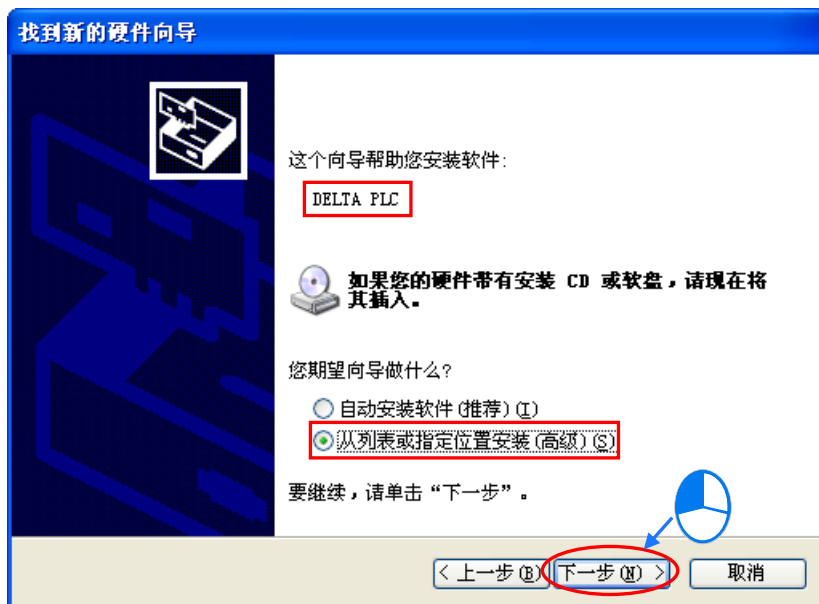 找到新的硬件向导
这个向导帮助您安装软件:
DELTA PLC
如果您的硬件带有安装 CD 或软盘，请现在将
其插入。
您期望向导做什么?
自动安装软件(推荐)(I)
从列表或指定位置安装(高级)(S)
要继续，请单击“下一步”。
< 上一步(B) 下一步(N) > 取消